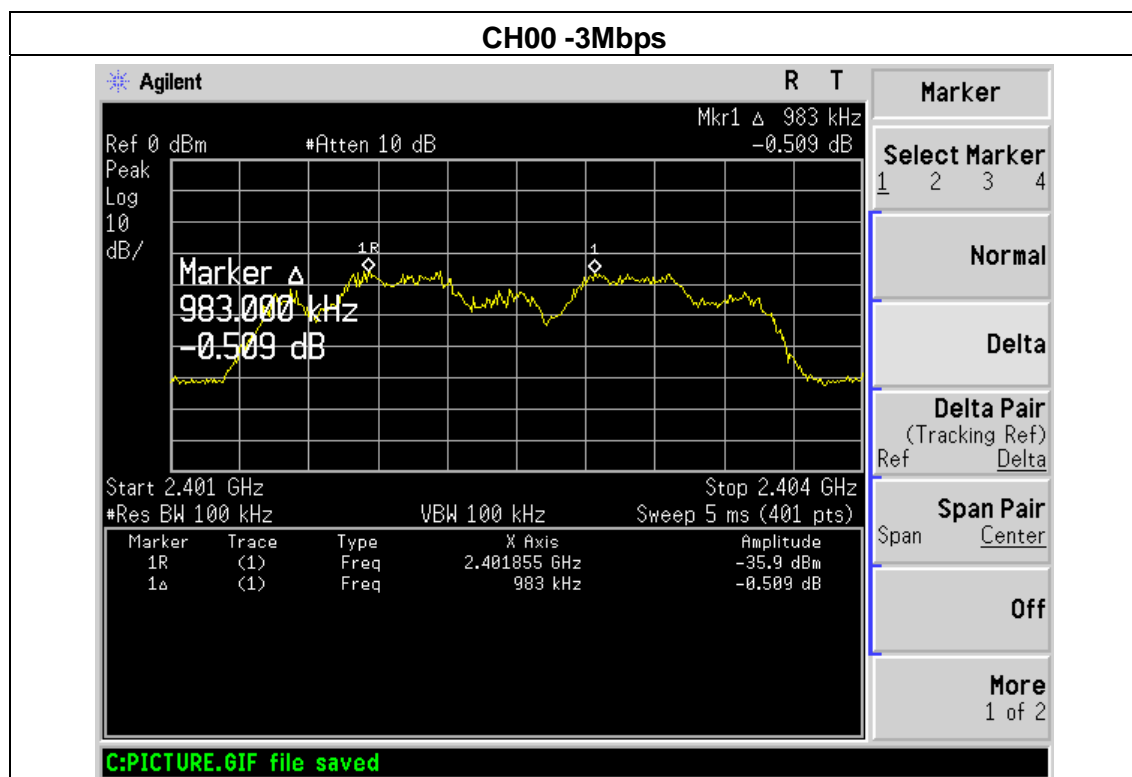 CH00 -3Mbps
Agilent R T
Mkr1 Δ 983 kHz
Ref 0 dBm #Atten 10 dB -0.509 dB
Peak
Log
10
dB/
1R 1
Marker Δ
983.000 kHz
-0.509 dB
Start 2.401 GHz Stop 2.404 GHz
#Res BW 100 kHz VBW 100 kHz Sweep 5 ms (401 pts)
Marker Trace Type X Axis Amplitude
1R (1) Freq 2.401855 GHz -35.9 dBm
1Δ (1) Freq 983 kHz -0.509 dB
C:PICTURE.GIF file saved
Marker
Select Marker
1 2 3 4
Normal
Delta
Delta Pair
(Tracking Ref)
Ref Delta
Span Pair
Span Center
Off
More
1 of 2